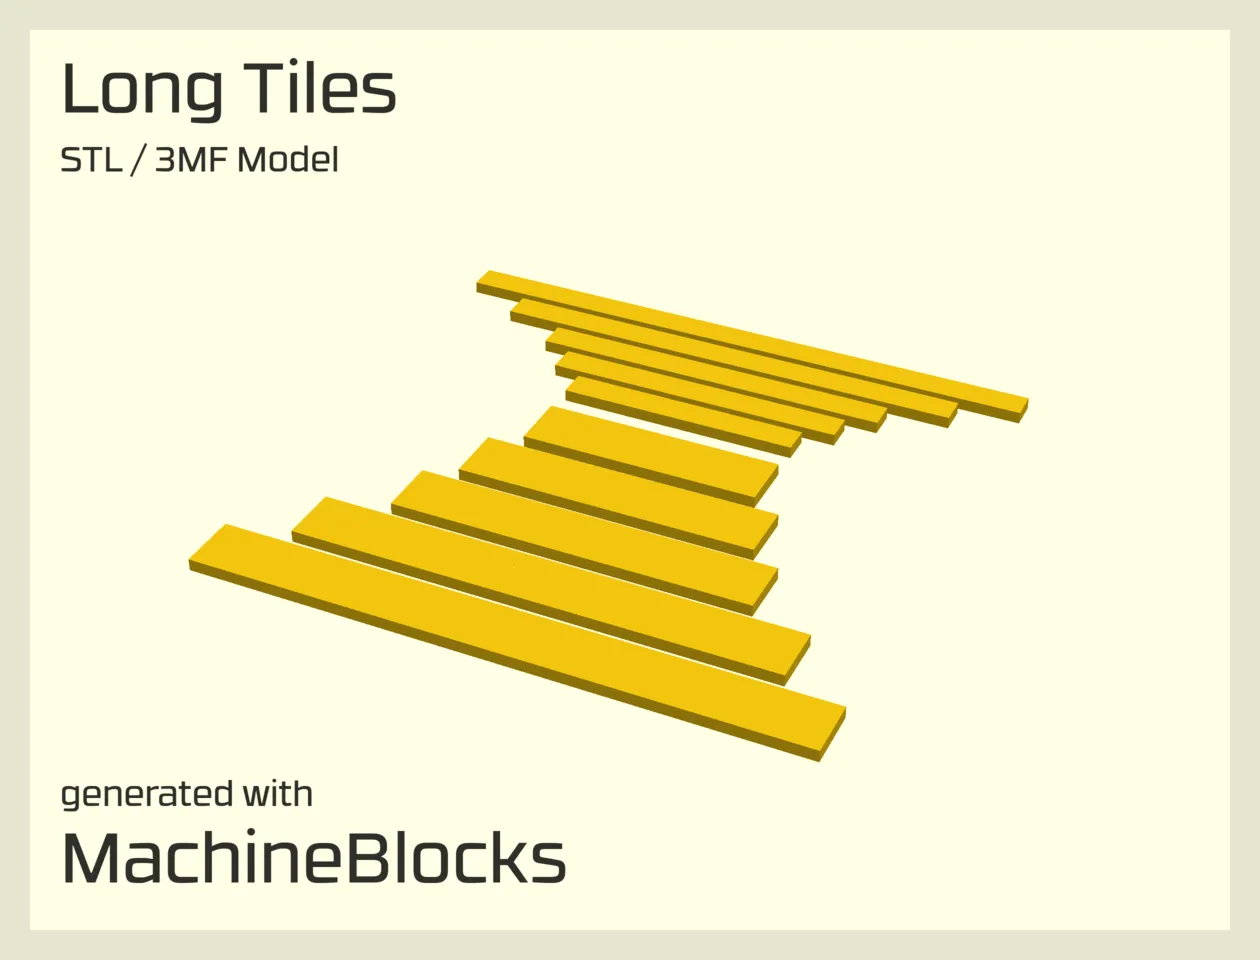 Long Tiles
STL / 3MF Model
generated with
MachineBlocks